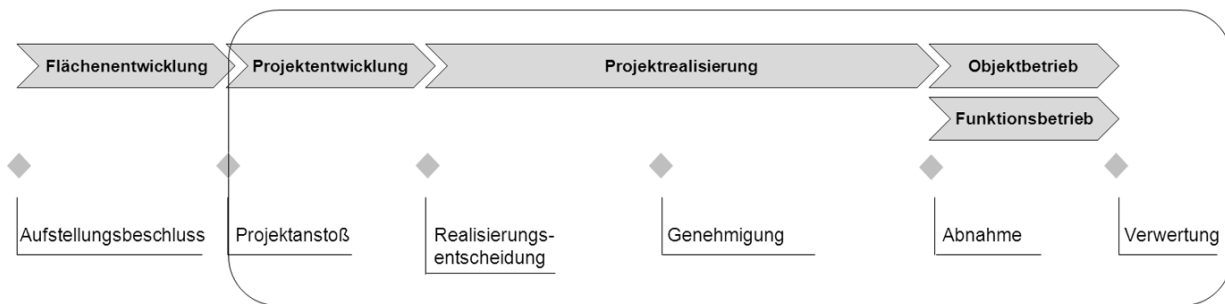 Flächenentwicklung
Projektentwicklung
Projektrealisierung
Objektbetrieb
Funktionsbetrieb
Aufstellungsbeschluss
Projektanstoß
Realisierungs-
entscheidung
Genehmigung
Abnahme
Verwertung